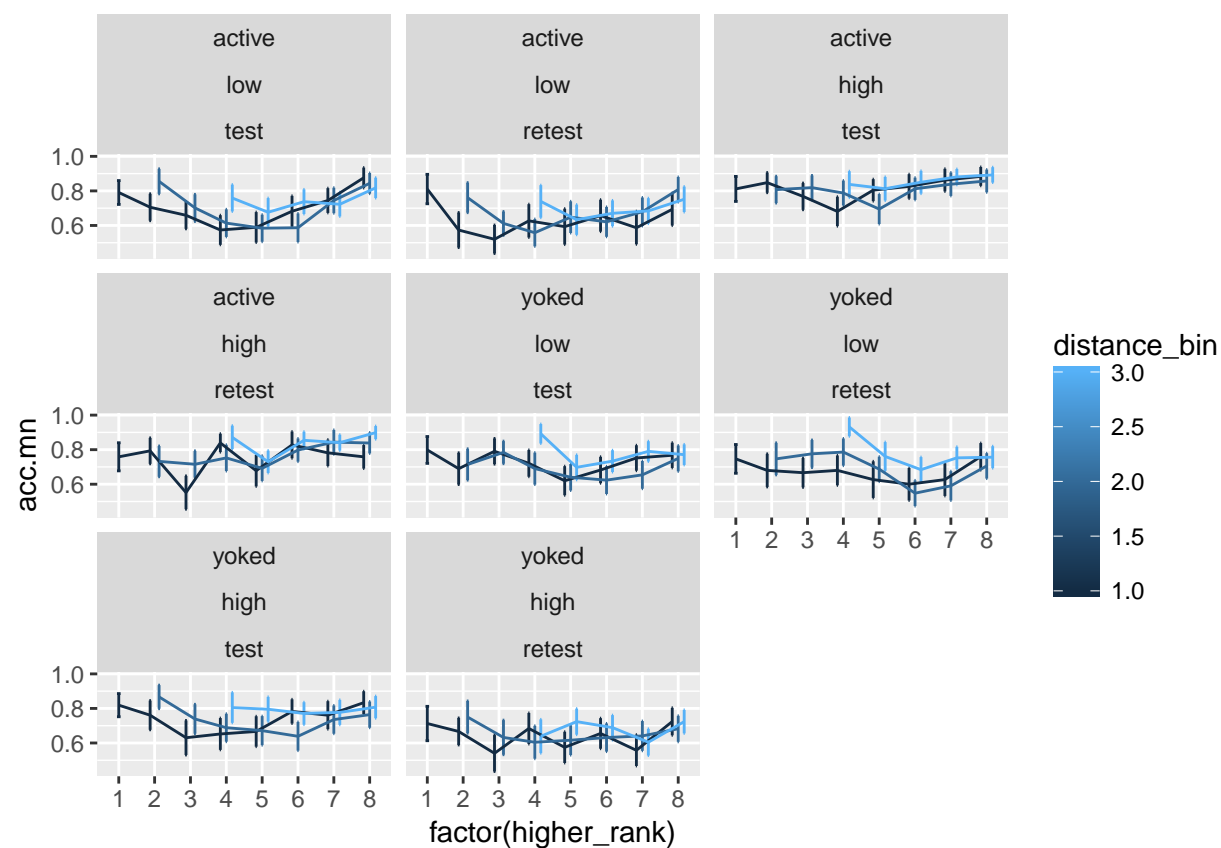 active
low
test
active
low
retest
active
high
test
1.0
0.8
0.6
active
high
retest
yoked
low
test
yoked
low
retest
1.0
0.8
0.6
1 2 3 4 5 6 7 8
yoked
high
test
yoked
high
retest
1.0
0.8
0.6
1 2 3 4 5 6 7 8
1 2 3 4 5 6 7 8
factor(higher_rank)
acc.mn
distance_bin
3.0
2.5
2.0
1.5
1.0